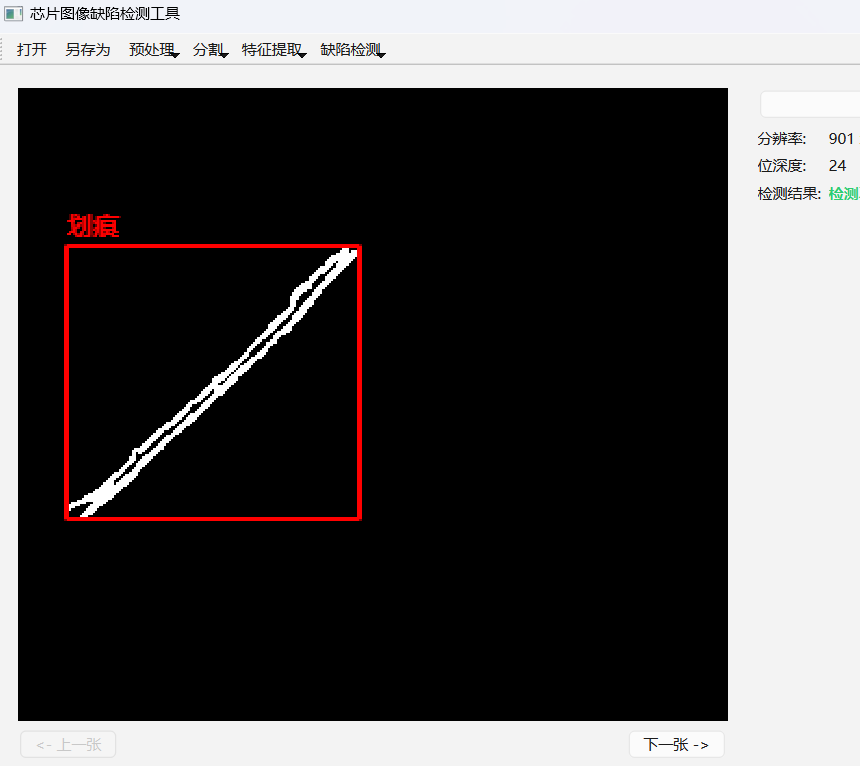 芯片图像缺陷检测工具
打开 另存为 预处理 分割 特征提取 缺陷检测
划痕
分辨率: 901
位深度: 24
检测结果: 检测
<- 上一张 下一张 ->